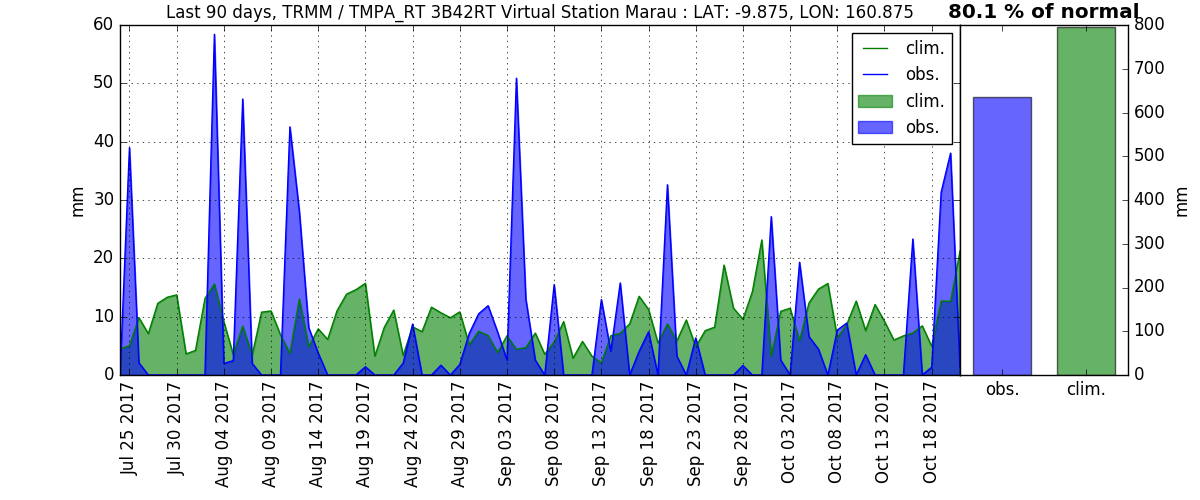 Last 90 days, TRMM / TMPA_RT 3B42RT Virtual Station Marau : LAT: -9.875, LON: 160.875
80.1 % of normal
60
50
40
30
20
10
0
mm
clim.
obs.
clim.
obs.
800
700
600
500
400
300
200
100
0
mm
Jul 25 2017
Jul 30 2017
Aug 04 2017
Aug 09 2017
Aug 14 2017
Aug 19 2017
Aug 24 2017
Aug 29 2017
Sep 03 2017
Sep 08 2017
Sep 13 2017
Sep 18 2017
Sep 23 2017
Sep 28 2017
Oct 03 2017
Oct 08 2017
Oct 13 2017
Oct 18 2017
obs.
clim.